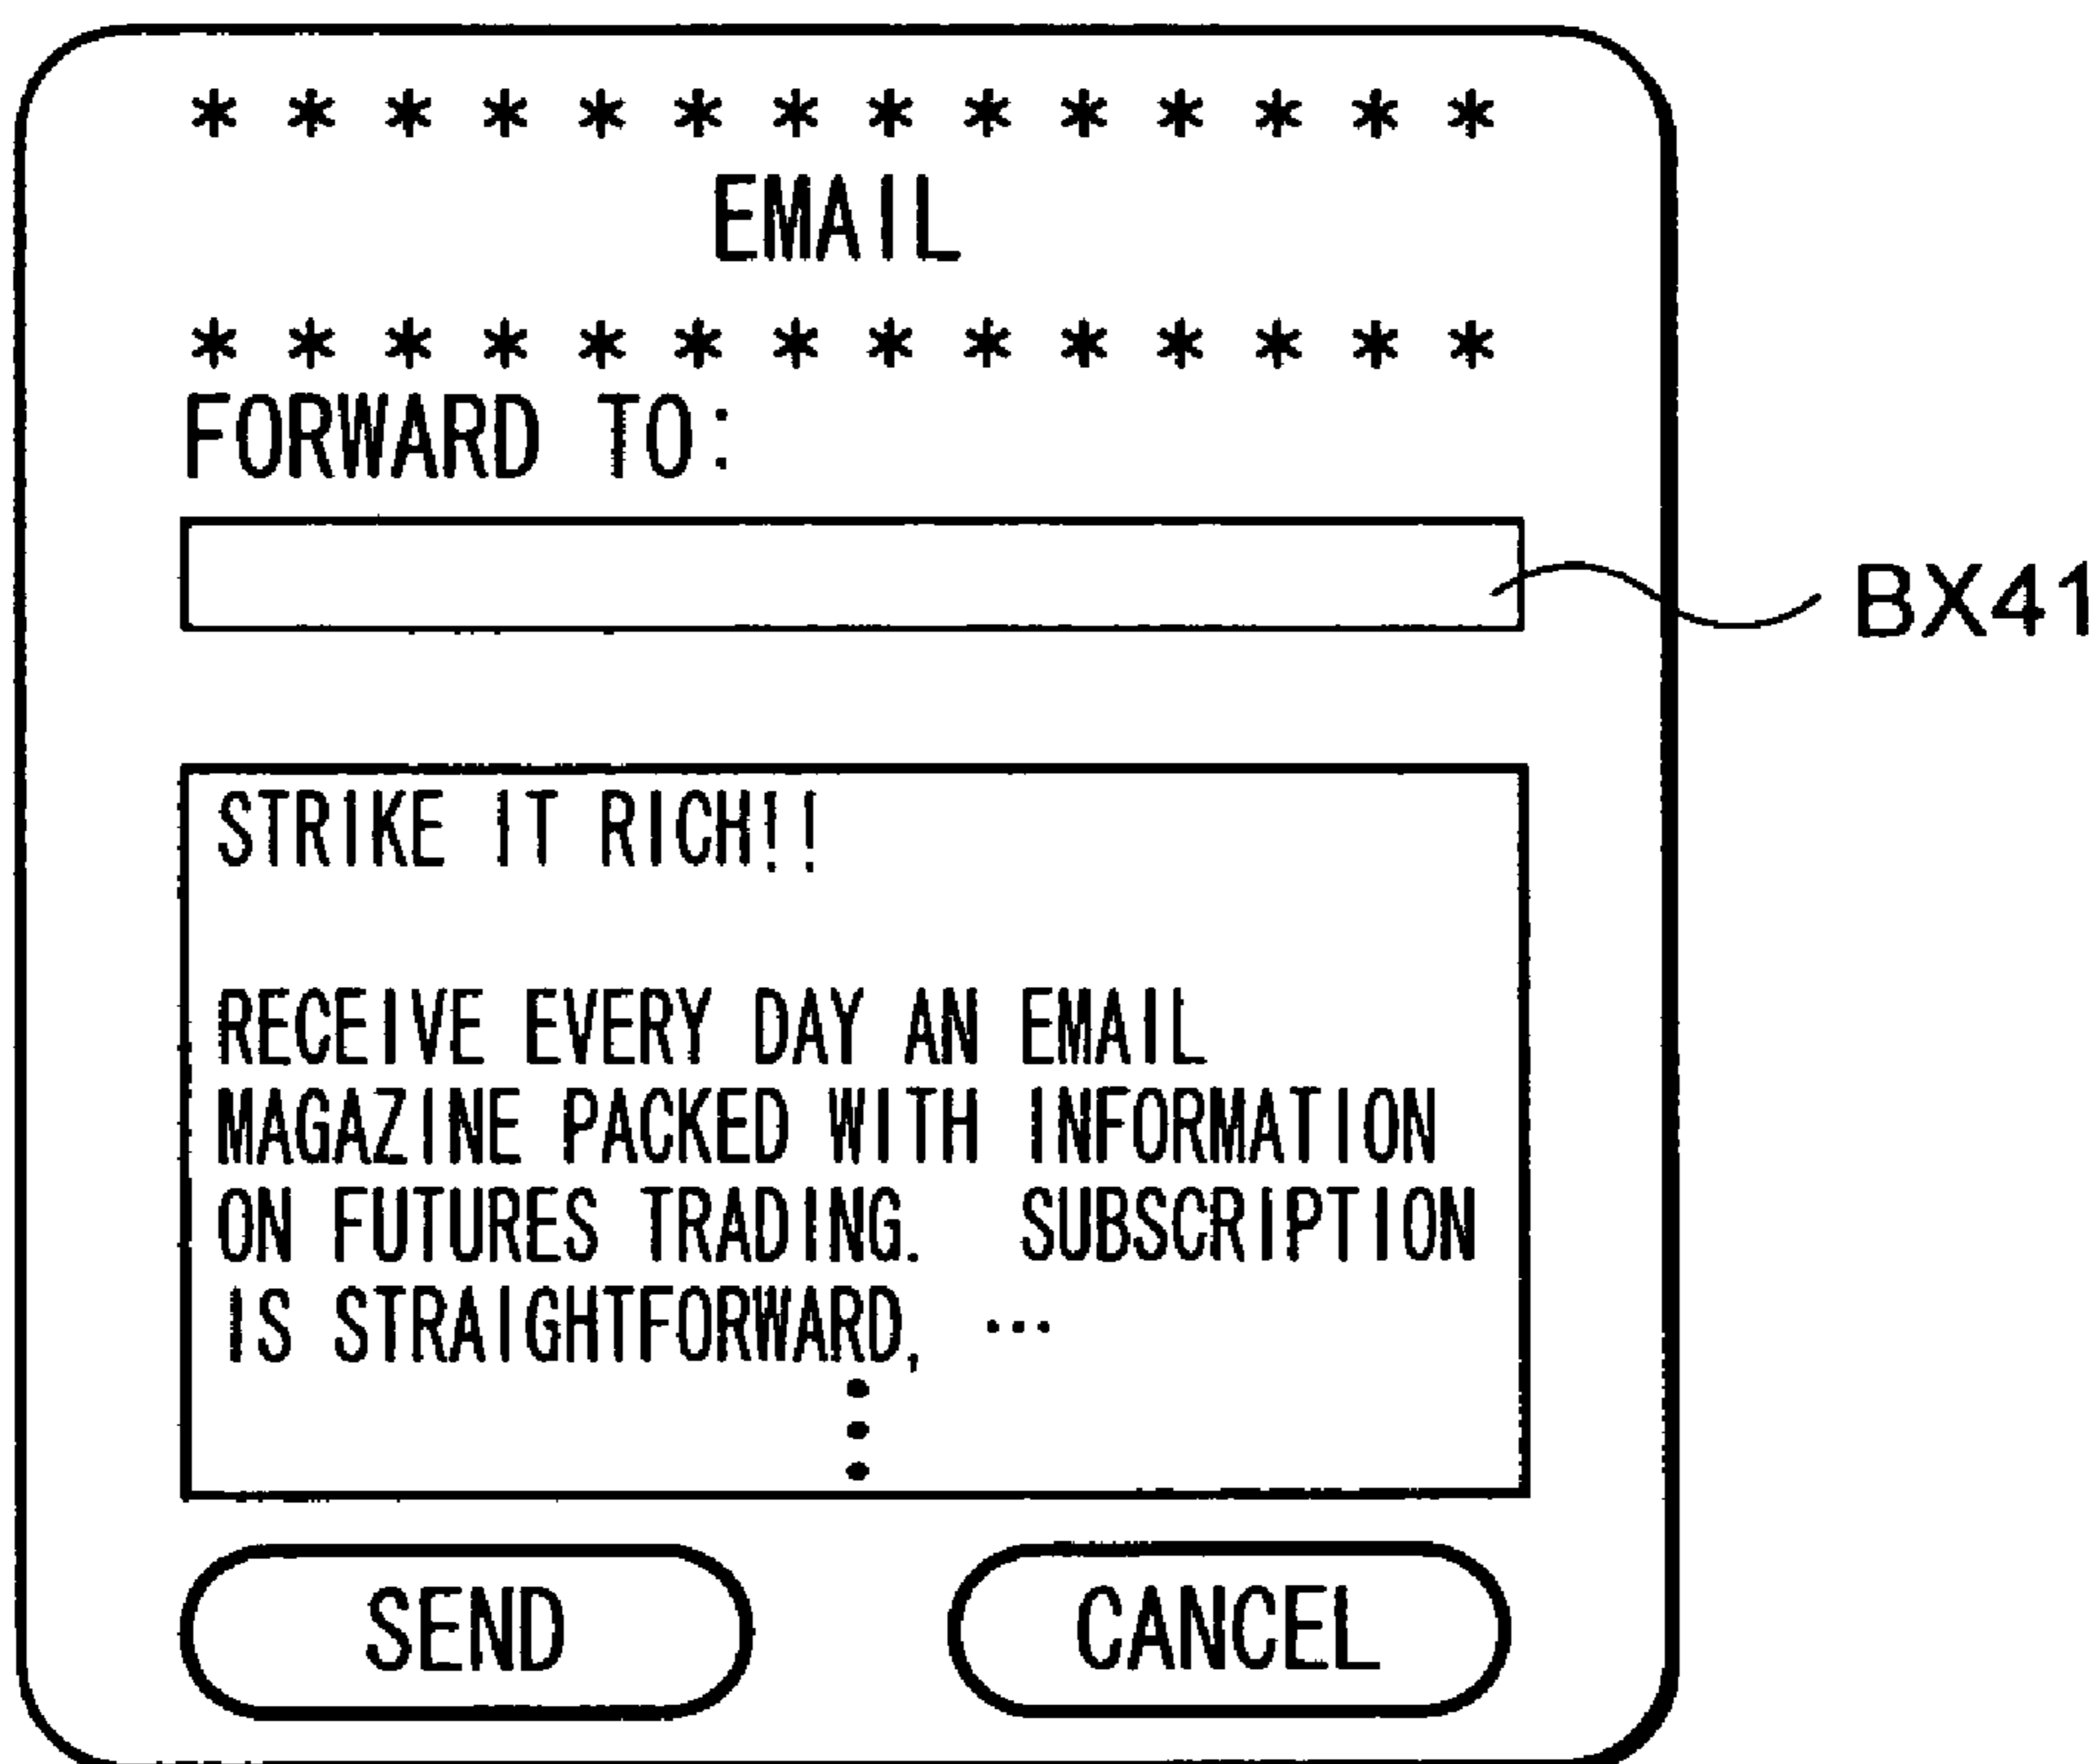 * * * * * * * * * * * * * *
EMAIL
* * * * * * * * * * * * * *
FORWARD TO:
BX41
STRIKE IT RICH!!
RECEIVE EVERY DAY AN EMAIL
MAGAZINE PACKED WITH INFORMATION
ON FUTURES TRADING. SUBSCRIPTION
IS STRAIGHTFORWARD, ...
SEND CANCEL